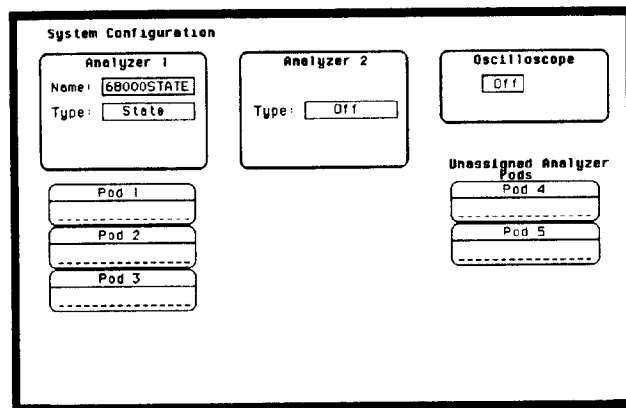 System Configuration
Analyzer 1
Name: 68000STATE
Type: State
Analyzer 2
Type: Off
Oscilloscope
Off
Pod 1
Pod 2
Pod 3
Unassigned Analyzer
Pods
Pod 4
Pod 5